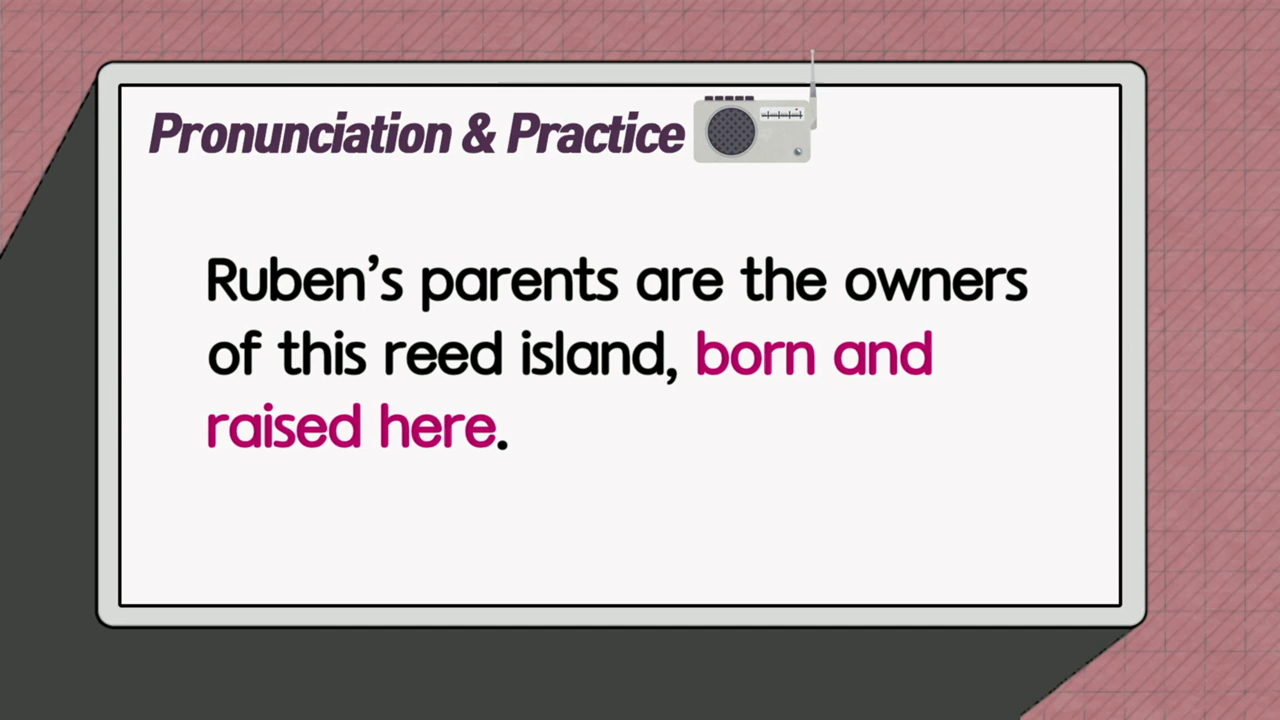 Pronunciation & Practice
Ruben’s parents are the owners
of this reed island, born and
raised here.